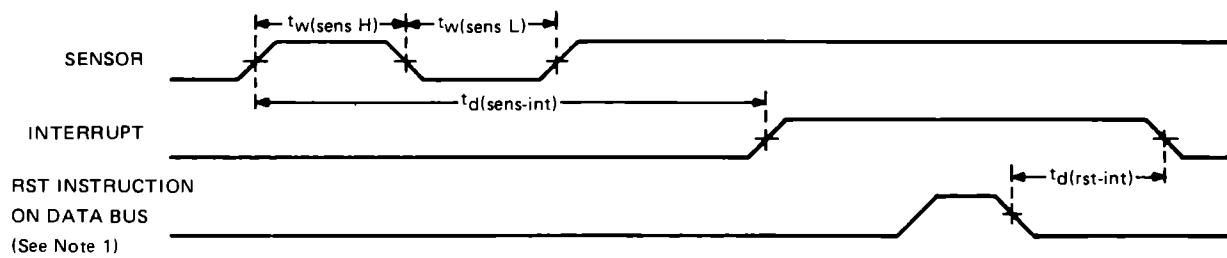 tw(sens H)
tw(sens L)
SENSOR
td(sens-int)
INTERRUPT
RST INSTRUCTION
ON DATA BUS
(See Note 1)
td(rst-int)